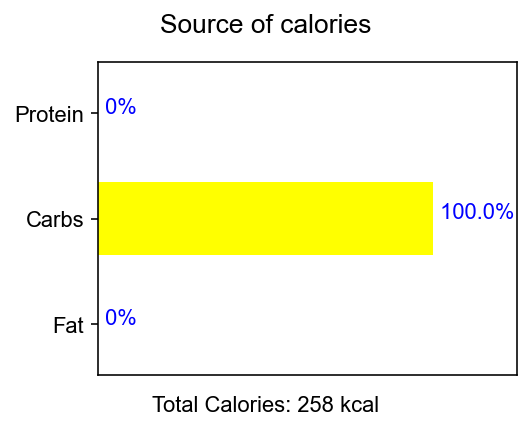 Source of calories
Protein 0%
Carbs 100.0%
Fat 0%
Total Calories: 258 kcal